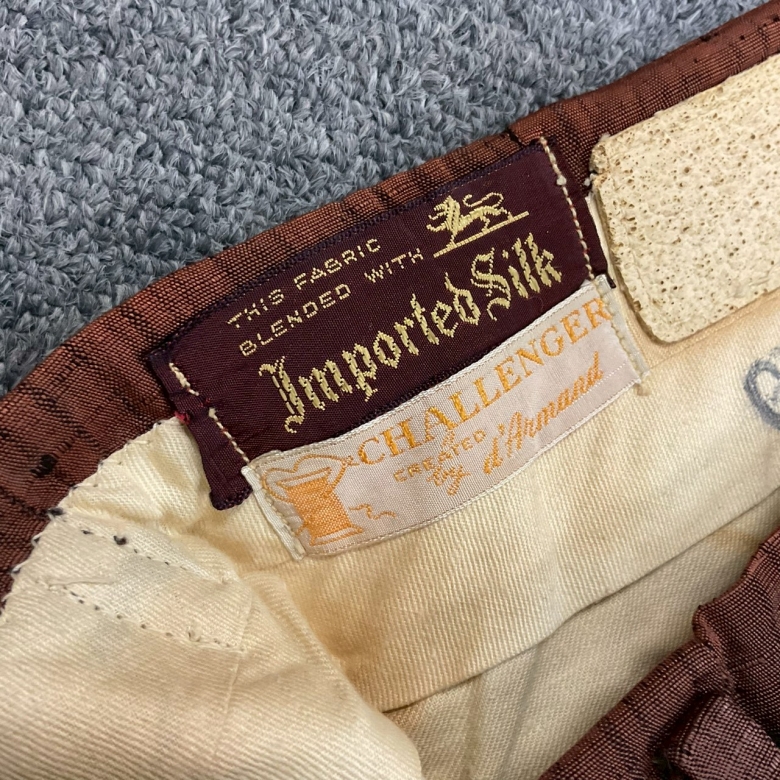 THIS FABRIC
BLENDED WITH
Imported Silk
CHALLENGER
CREATED
by d'Armand